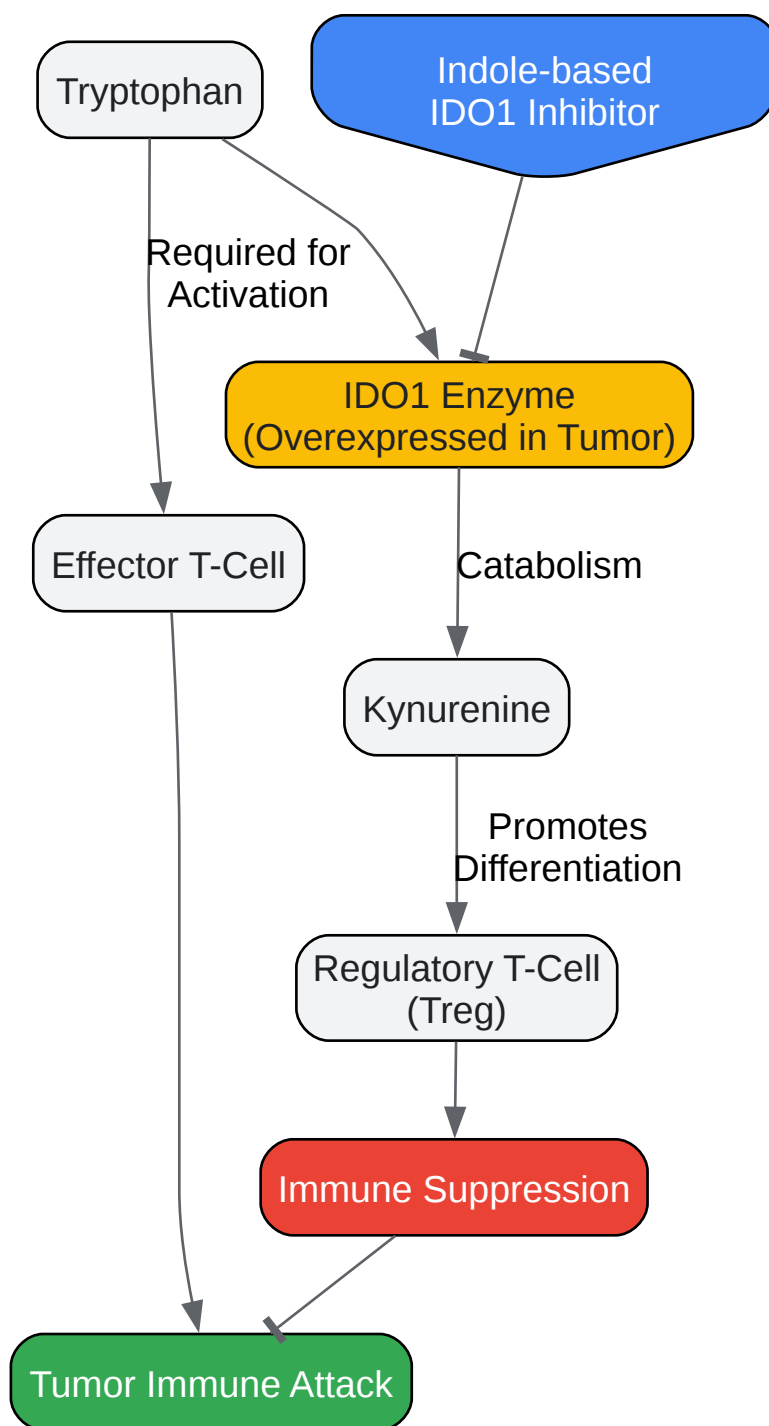 Tryptophan
Indole-based
IDO1 Inhibitor
Required for
Activation
IDO1 Enzyme
(Overexpressed in Tumor)
Effector T-Cell
Catabolism
Kynurenine
Promotes
Differentiation
Regulatory T-Cell
(Treg)
Immune Suppression
Tumor Immune Attack